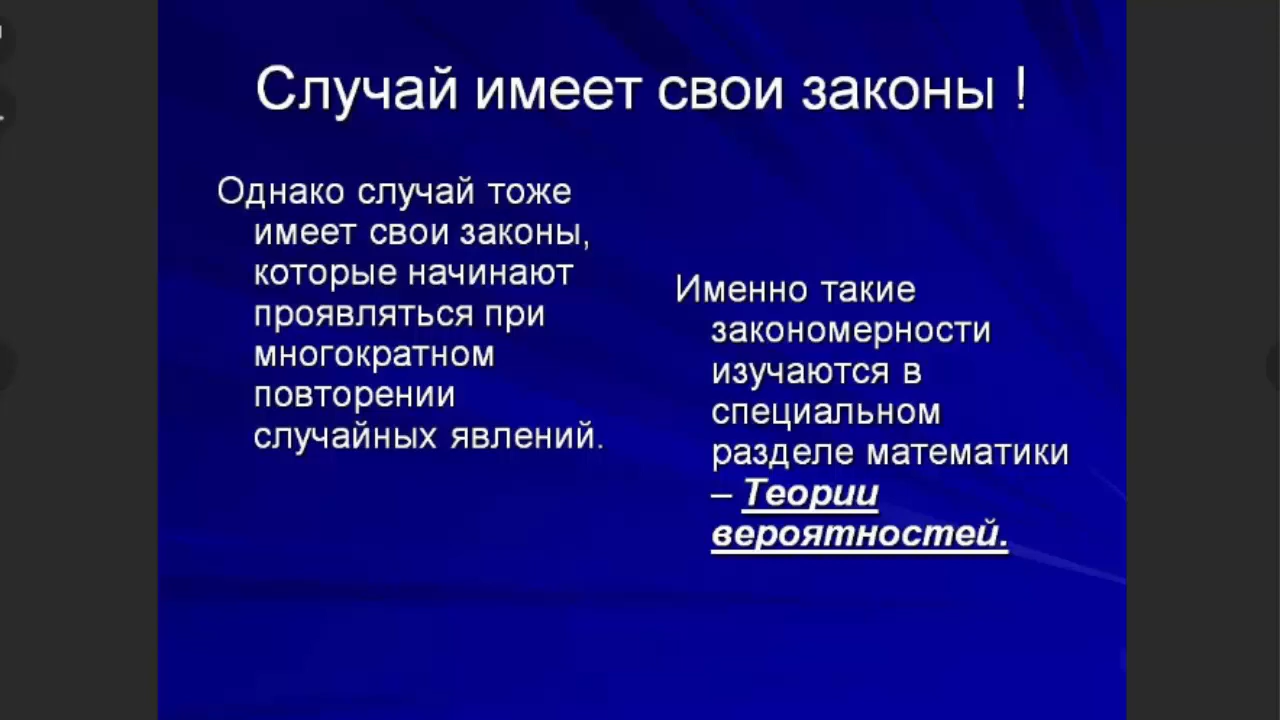 Случай имеет свои законы !
Однако случай тоже
имеет свои законы,
которые начинают
проявляться при
многократном
повторении
случайных явлений.
Именно такие
закономерности
изучаются в
специальном
разделе математики
– Теории
вероятностей.